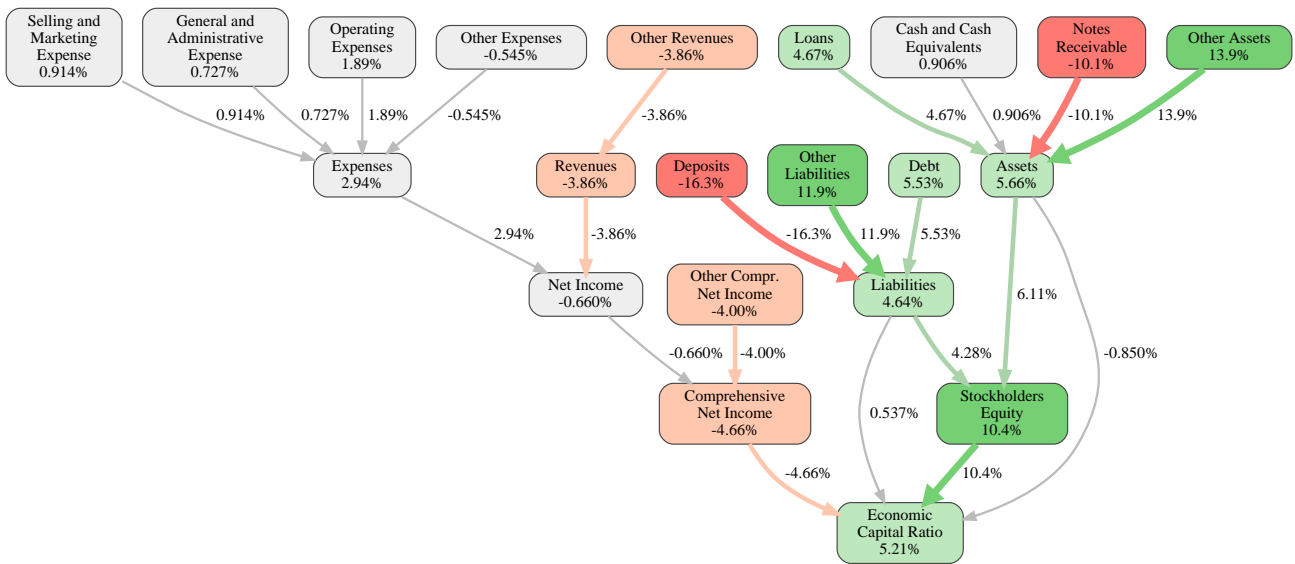 Selling and
Marketing
Expense
0.914%
General and
Administrative
Expense
0.727%
Operating
Expenses
1.89%
Other Expenses
-0.545%
Other Revenues
-3.86%
Loans
4.67%
Cash and Cash
Equivalents
0.906%
Notes
Receivable
-10.1%
Other Assets
13.9%
0.914%
0.727%
1.89%
-0.545%
-3.86%
4.67%
0.906%
-10.1%
13.9%
Expenses
2.94%
Revenues
-3.86%
Deposits
-16.3%
Other
Liabilities
11.9%
Debt
5.53%
Assets
5.66%
2.94%
-3.86%
-16.3%
11.9%
5.53%
Net Income
-0.660%
Other Compr.
Net Income
-4.00%
Liabilities
4.64%
6.11%
-0.660%
-4.00%
4.28%
-0.850%
Comprehensive
Net Income
-4.66%
0.537%
Stockholders
Equity
10.4%
-4.66%
10.4%
Economic
Capital Ratio
5.21%